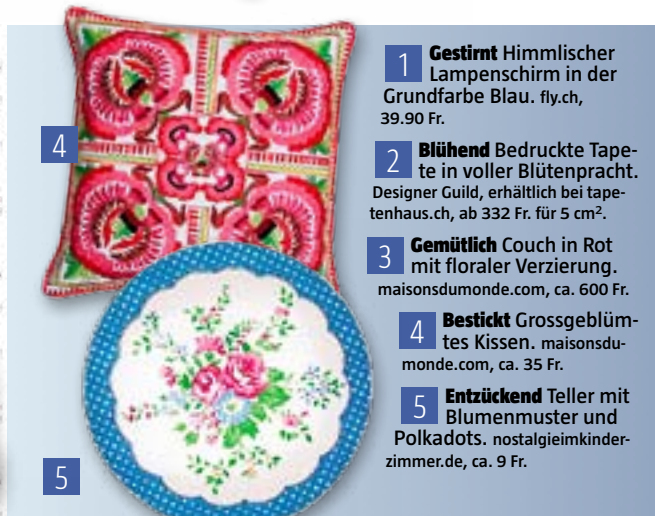 4
5
1 Gestirnt Himmlischer
Lampenschirm in der
Grundfarbe Blau. fly.ch,
39.90 Fr.
2 Blühend Bedruckte Tape-
te in voller Blütenpracht.
Designer Guild, erhältlich bei tape-
tenhaus.ch, ab 332 Fr. für 5 cm².
3 Gemütlich Couch in Rot
mit floraler Verzierung.
maisonsdumonde.com, ca. 600 Fr.
4 Bestickt Grossgeblüm-
tes Kissen. maisonsdu-
monde.com, ca. 35 Fr.
5 Entzückend Teller mit
Blumenmuster und
Polkadots. nostalgieimkinder-
zimmer.de, ca. 9 Fr.